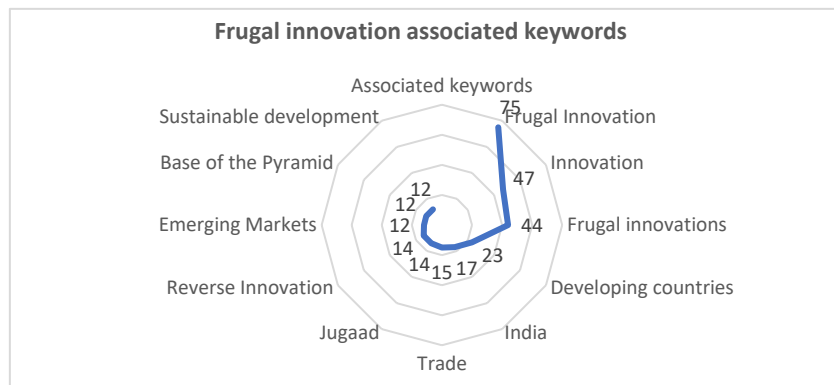 Frugal innovation associated keywords
Associated keywords
75
Sustainable development
Frugal Innovation
Base of the Pyramid
Innovation
12
47
12
Emerging Markets
12
44
Frugal innovations
14
23
14
15
17
Reverse Innovation
Developing countries
Jugaad
India
Trade